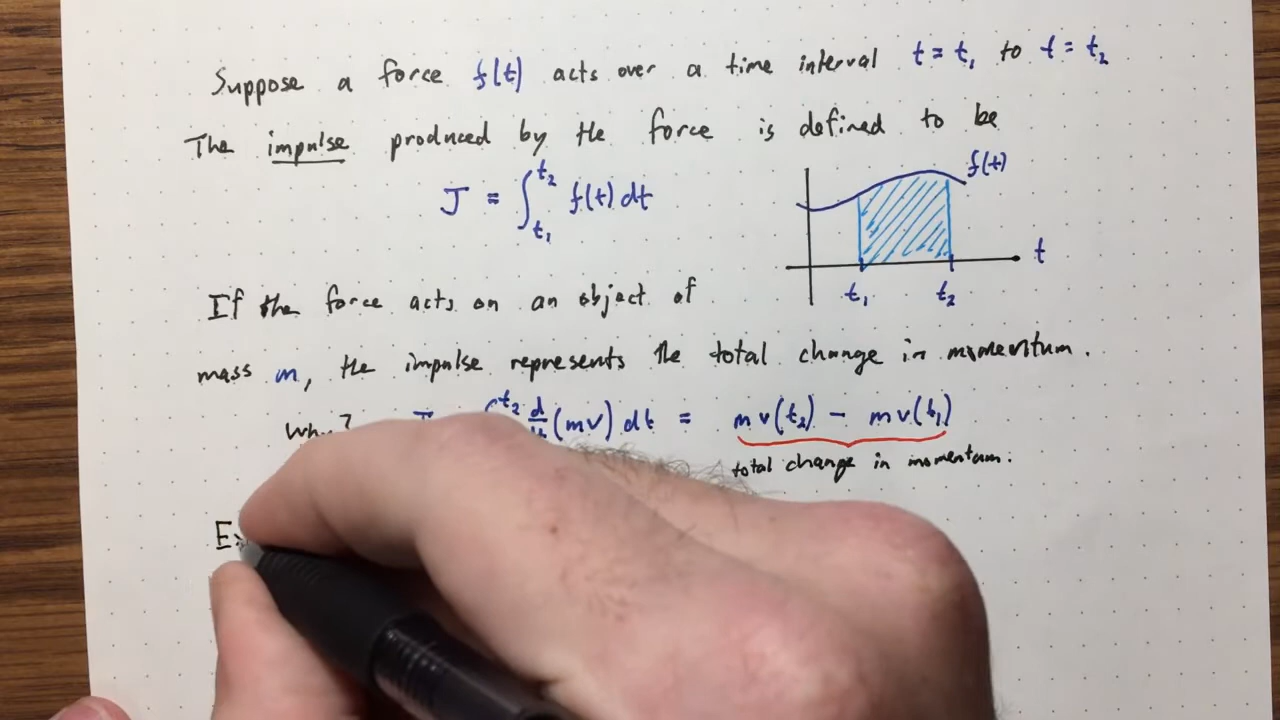 Suppose a force f(t) acts over a time interval t = t₁ to t = t₂
The impulse produced by the force is defined to be
J = ∫_{t₁}^{t₂} f(t) dt
f(t)
t
t₁ t₂
If the force acts on an object of
mass m, the impulse represents the total change in momentum.
Why? t₂ d (mv) dt = mv(t₂) - mv(t₁)
total change in momentum.